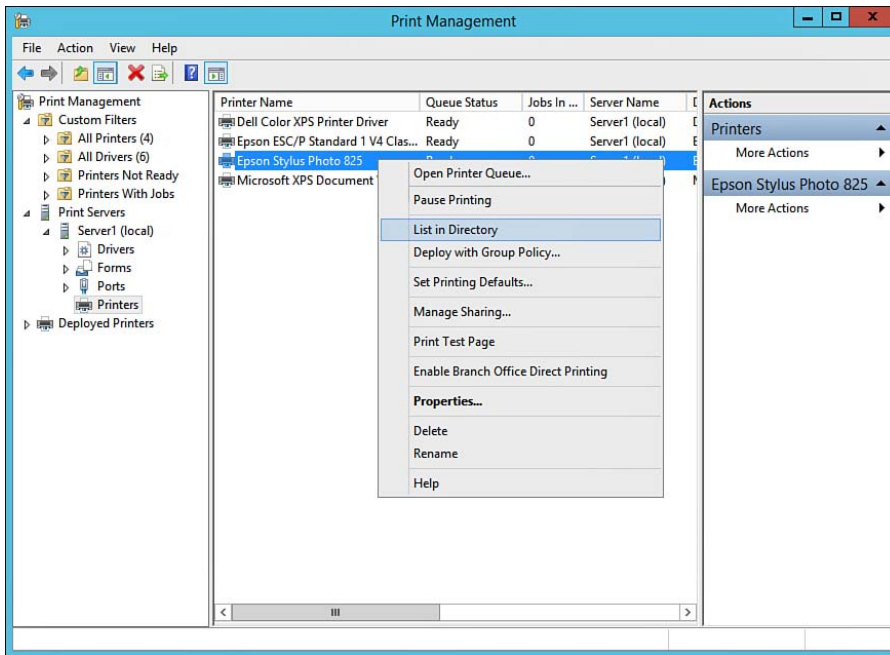 Print Management
File Action View Help
Print Management
Custom Filters
All Printers (4)
All Drivers (6)
Printers Not Ready
Printers With Jobs
Print Servers
Server1 (local)
Drivers
Forms
Ports
Printers
Deployed Printers
Printer Name Queue Status Jobs In ... Server Name
Dell Color XPS Printer Driver Ready 0 Server1 (local)
Epson ESC/P Standard 1 V4 Clas... Ready 0 Server1 (local)
Epson Stylus Photo 825
Microsoft XPS Document
Open Printer Queue...
Pause Printing
List in Directory
Deploy with Group Policy...
Set Printing Defaults...
Manage Sharing...
Print Test Page
Enable Branch Office Direct Printing
Properties...
Delete
Rename
Help
Actions
Printers
More Actions
Epson Stylus Photo 825
More Actions